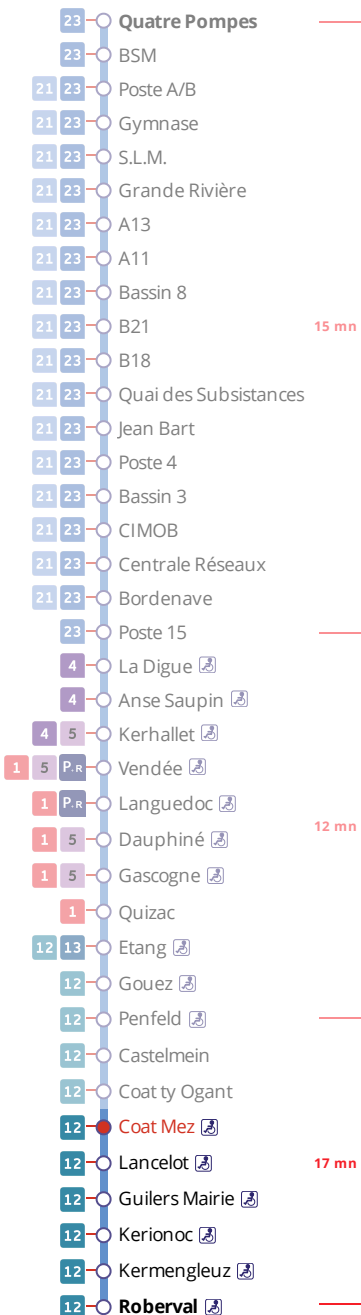 23 Quatre Pompes
23 BSM
21 23 Poste A/B
21 23 Gymnase
21 23 S.L.M.
21 23 Grande Rivière
21 23 A13
21 23 A11
21 23 Bassin 8
21 23 B21 15 mn
21 23 B18
21 23 Quai des Subsistances
21 23 Jean Bart
21 23 Poste 4
21 23 Bassin 3
21 23 CIMOB
21 23 Centrale Réseaux
21 23 Bordenave
23 Poste 15
4 La Digue
4 Anse Saupin
4 5 Kerhallet
1 5 P.R Vendée
1 P.R Languedoc
12 mn
1 5 Dauphiné
1 5 Gascogne
1 Quizac
12 13 Etang
12 Gouez
12 Penfeld
12 Castelmein
12 Coat ty Ogant
12 Coat Mez
12 Lancelot 17 mn
12 Guilers Mairie
12 Kerionoc
12 Kermengleuz
12 Roberval